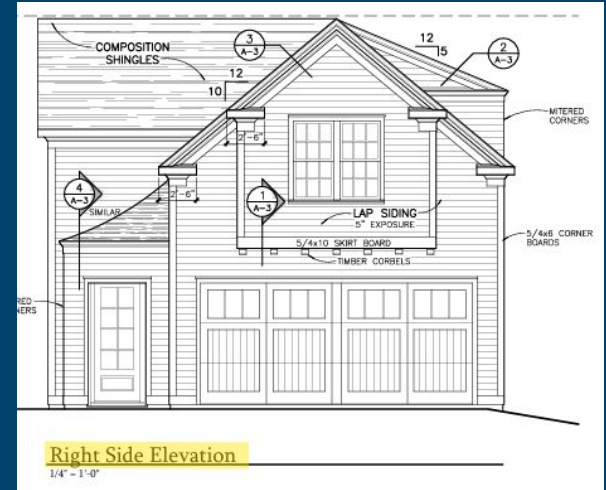 COMPOSITION
SHINGLES
3
A-3
12
5
2
A-3
12
10
MITERED
CORNERS
2'-6"
4
A-3
SIMILAR
2'-6"
1
A-3
LAP SIDING
5" EXPOSURE
5/4x10 SKIRT BOARD
TIMBER CORBELS
5/4x6 CORNER
BOARDS
RED
NERS
Right Side Elevation
1/4" = 1'-0"